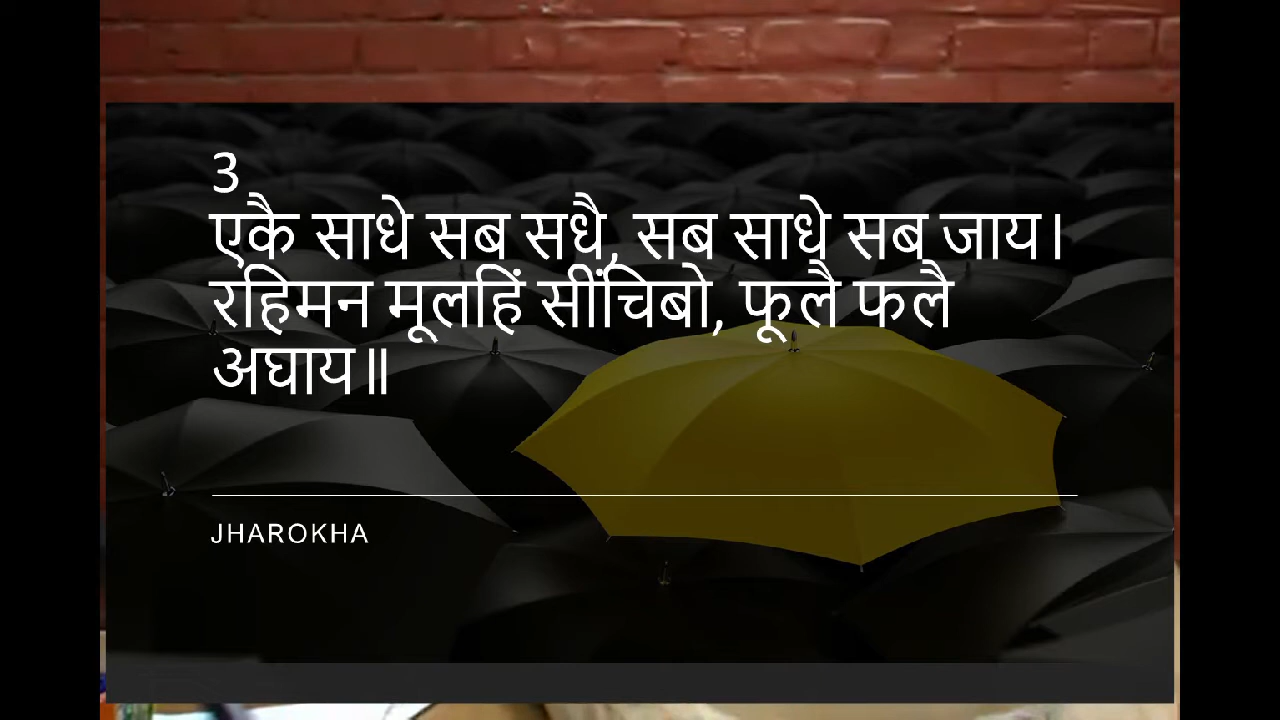 3
एकै साधे सब सधै, सब साधे सब जाय।
रहिमन मूलहिं सींचिबो, फूलै फलै
अघाय॥
JHAROKHA